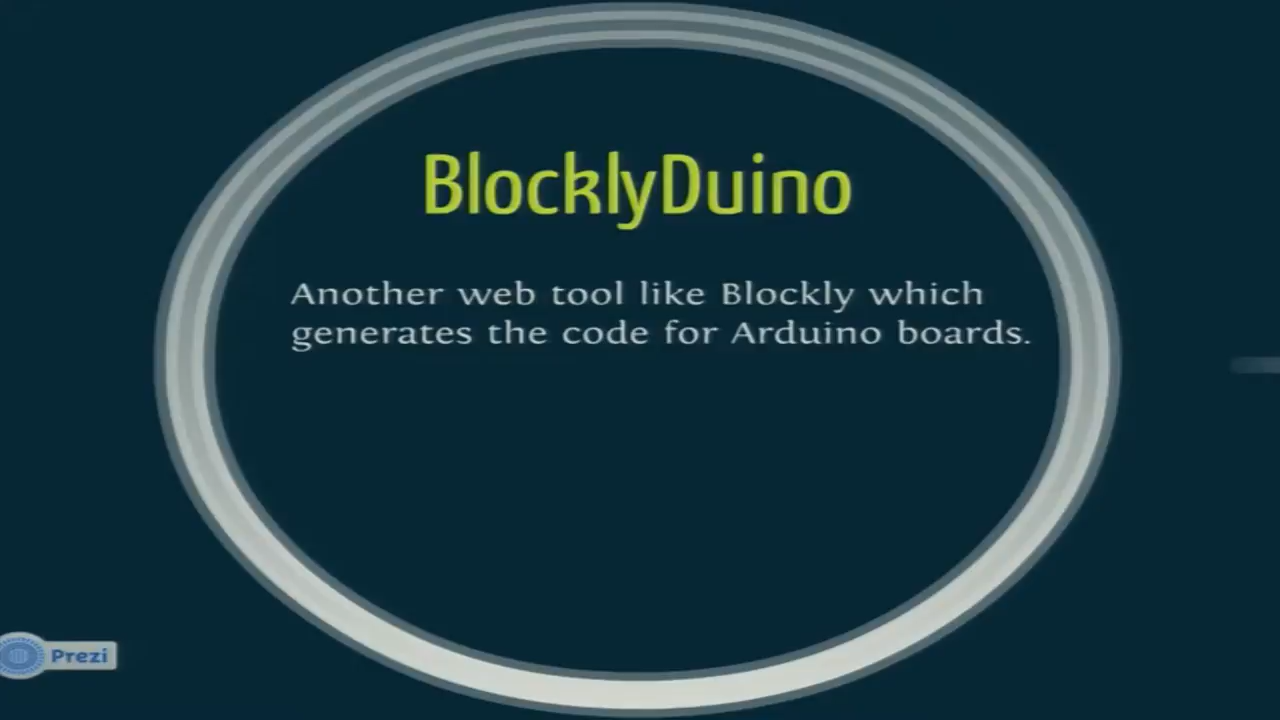 BlocklyDuino
Another web tool like Blockly which
generates the code for Arduino boards.
Prezi